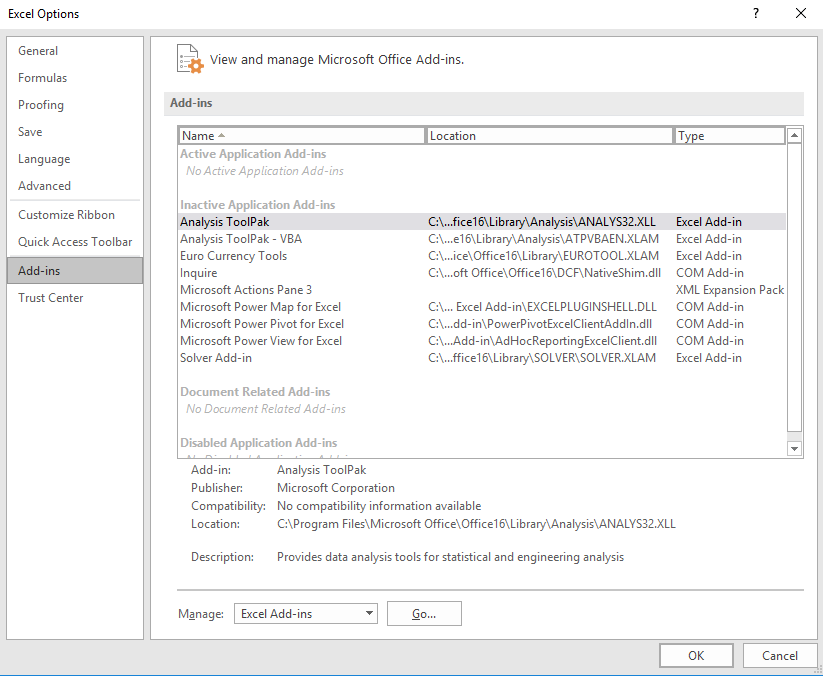 Excel Options
?
General
Formulas
Proofing
Save
Language
Advanced
Customize Ribbon
Quick Access Toolbar
Add-ins
Trust Center
View and manage Microsoft Office Add-ins.
Add-ins
Name Location Type
Active Application Add-ins
No Active Application Add-ins
Inactive Application Add-ins
Analysis ToolPak C:\...fice16\Library\Analysis\ANALYS32.XLL Excel Add-in
Analysis ToolPak - VBA C:\...e16\Library\Analysis\ATPVBAEN.XLAM Excel Add-in
Euro Currency Tools C:\...ice\Office16\Library\EUROTOOL.XLAM Excel Add-in
Inquire C:\...oft Office\Office16\DCF\NativeShim.dll COM Add-in
Microsoft Actions Pane 3 XML Expansion Pack
Microsoft Power Map for Excel C:\... Excel Add-in\EXCELPLUGINSHELL.DLL COM Add-in
Microsoft Power Pivot for Excel C:\...dd-in\PowerPivotExcelClientAddIn.dll COM Add-in
Microsoft Power View for Excel C:\...Add-in\AdHocReportingExcelClient.dll COM Add-in
Solver Add-in C:\...ffice16\Library\SOLVER\SOLVER.XLAM Excel Add-in
Document Related Add-ins
No Document Related Add-ins
Disabled Application Add-ins
Add-in: Analysis ToolPak
Publisher: Microsoft Corporation
Compatibility: No compatibility information available
Location: C:\Program Files\Microsoft Office\Office16\Library\Analysis\ANALYS32.XLL
Description: Provides data analysis tools for statistical and engineering analysis
Manage: Excel Add-ins Go...
OK Cancel